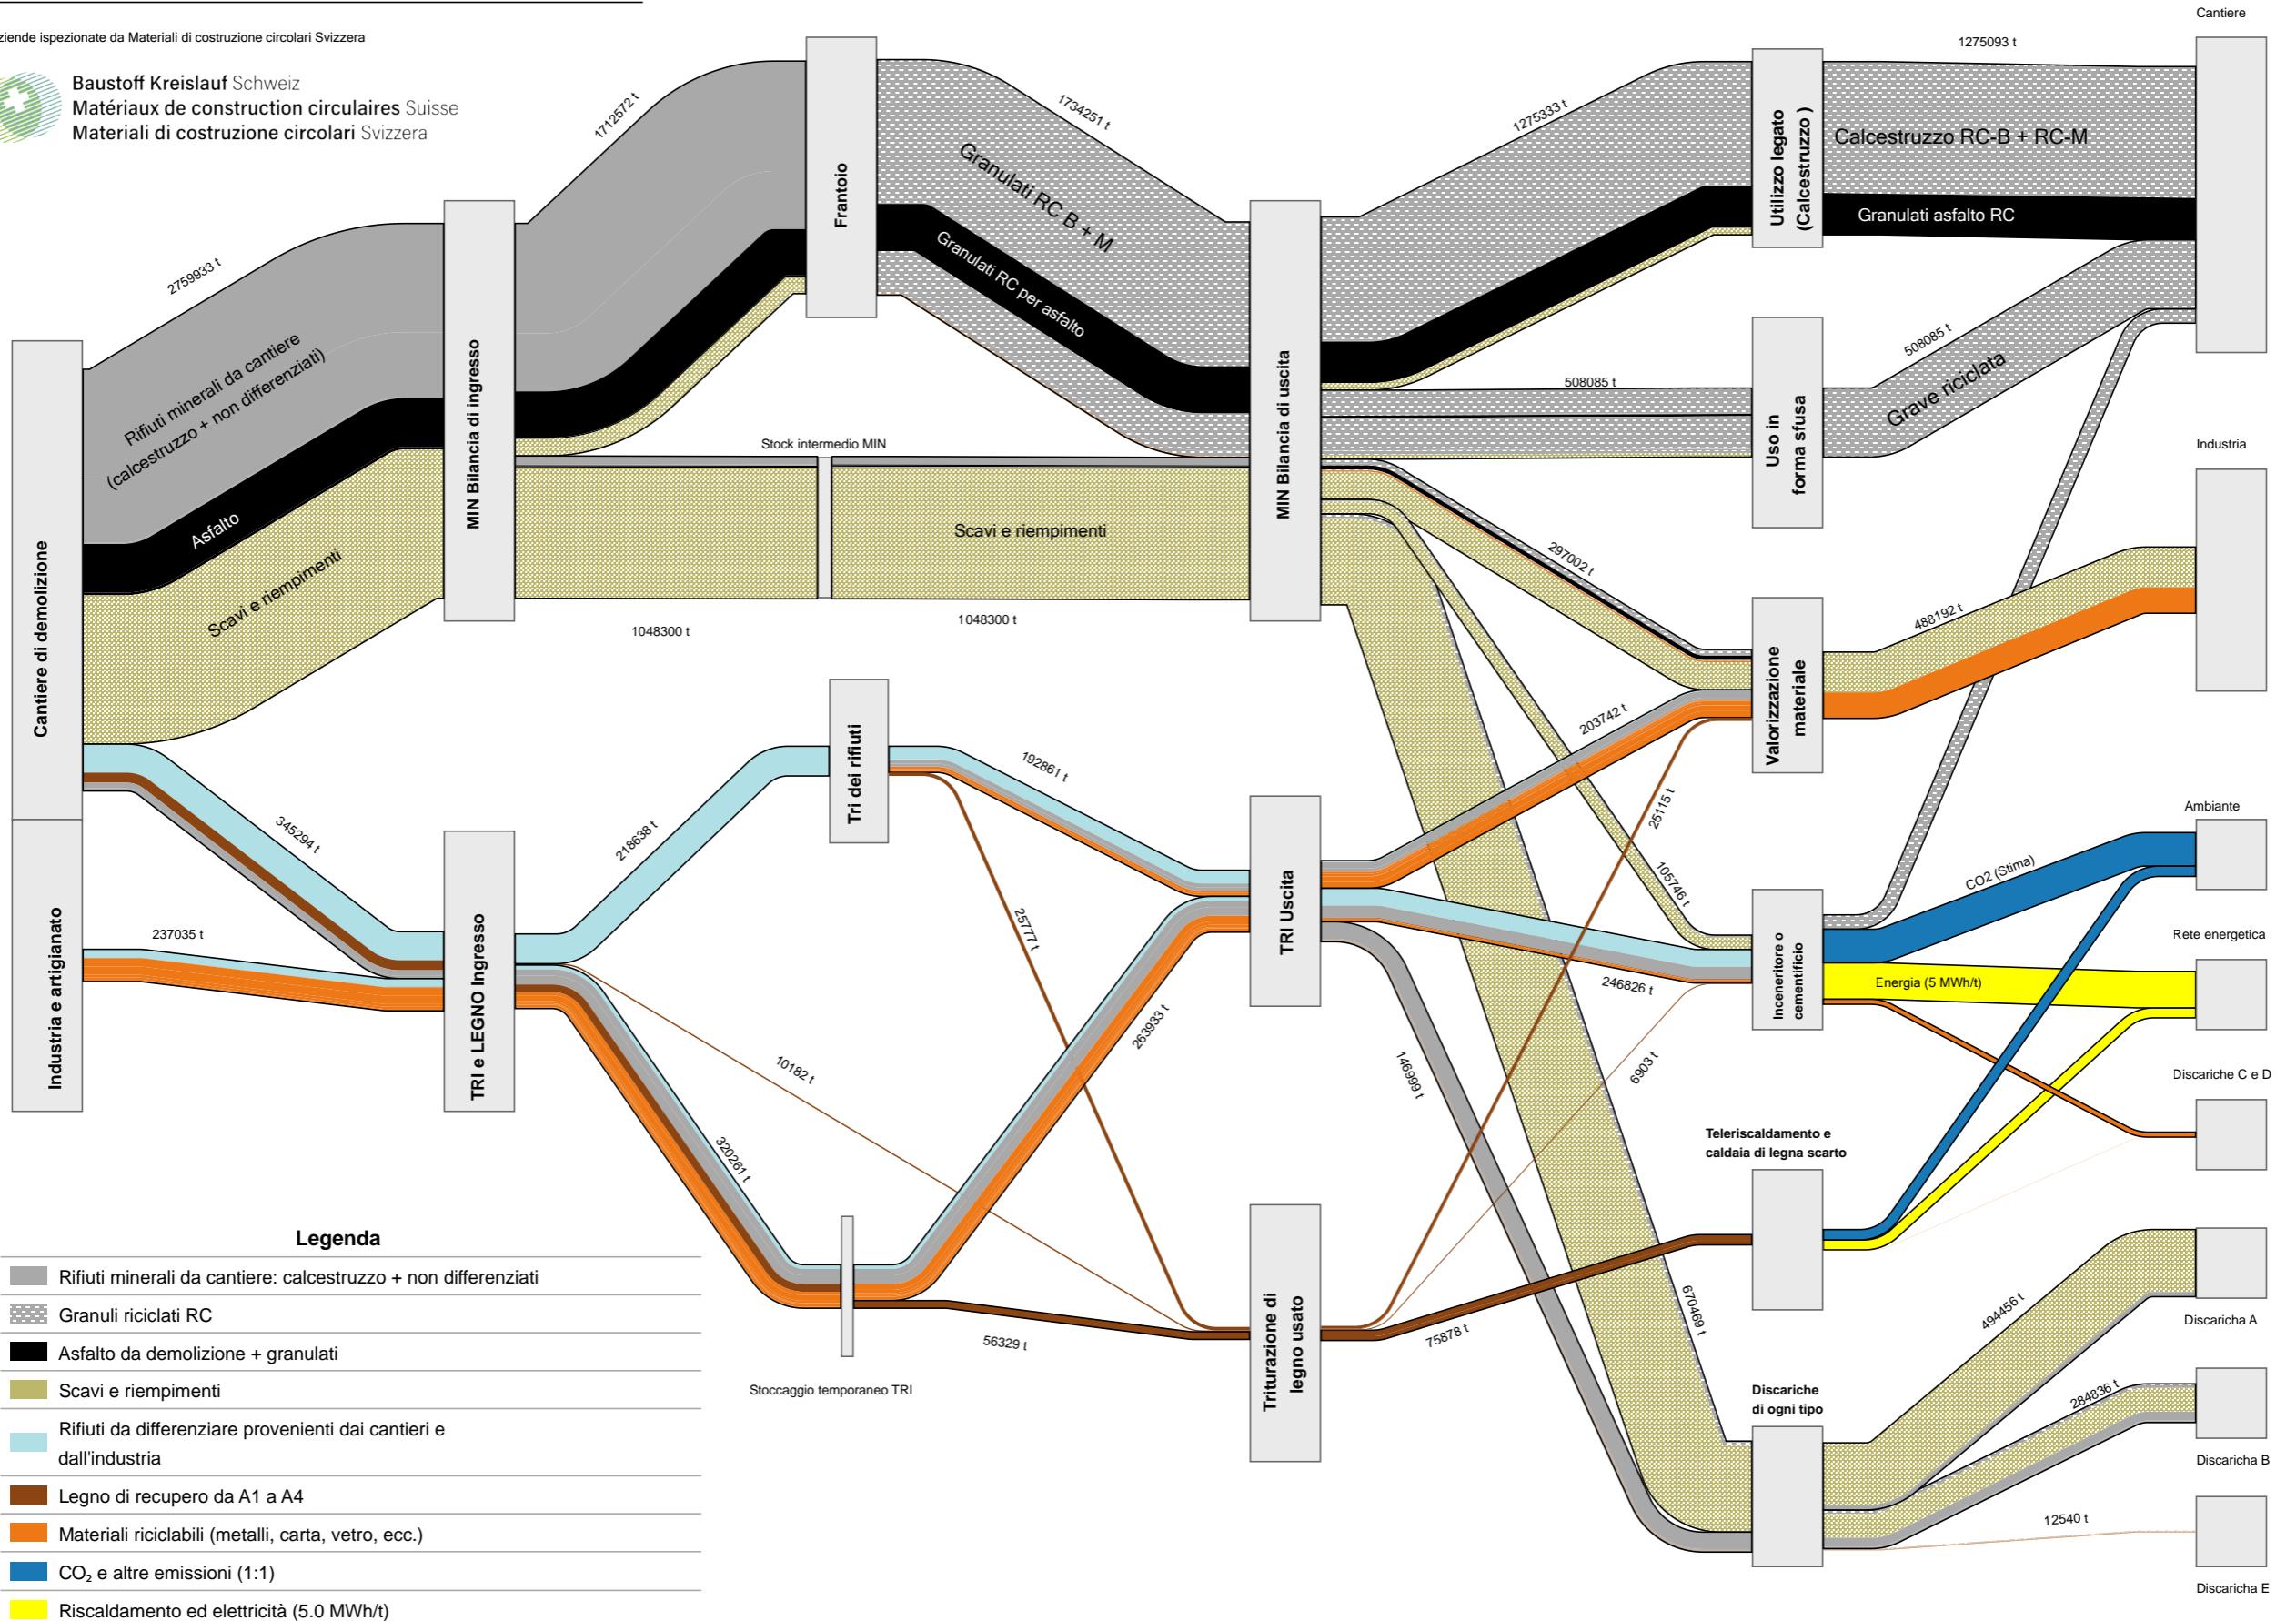 ziende ispezionate da Materiali di costruzione circolari Svizzera
Baustoff Kreislauf Schweiz
Matériaux de construction circulaires Suisse
Materiali di costruzione circolari Svizzera
Cantiere
1275093 t
1712572 t
1734251 t
1275333 t
Frantoio
Utilizzo legato
(Calcestruzzo )
Calcestruzzo RC-B + RC-M
Granulati RC B + M
Granulati asfalto RC
Granulati RC per asfalto
2759933 t
Rifiuti minerali da cantiere
(calcestruzzo + non differenziati)
Asfalto
Scavi e riempimenti
Cantiere di demolizione
MIN Bilancia di ingresso
Stock intermedio MIN
Scavi e riempimenti
1048300 t
1048300 t
MIN Bilancia di uscita
508085 t
Uso in
forma sfusa
508085 t
Grave riciclata
Industria
297002 t
488192 t
Valorizzazione
materiale
203742 t
25115 t
105746 t
Tri dei rifiuti
192861 t
218638 t
345294 t
237035 t
Industria e artigianato
TRI e LEGNO Ingresso
25777 t
10182 t
263933 t
320261 t
TRI Uscita
246826 t
146999 t
6903 t
Inceneritore o
cementificio
CO2 (Stima)
Energia (5 MWh/t)
Ambiante
Rete energetica
Discariche C e D
Teleriscaldamento e
caldaia di legna scarto
56329 t
Stoccaggio temporaneo TRI
Triturazione di
legno usato
75878 t
670469 t
Discariche
di ogni tipo
494456 t
Discaricha A
284836 t
Discaricha B
12540 t
Discaricha E
Legenda
Rifiuti minerali da cantiere: calcestruzzo + non differenziati
Granuli riciclati RC
Asfalto da demolizione + granulati
Scavi e riempimenti
Rifiuti da differenziare provenienti dai cantieri e
dall'industria
Legno di recupero da A1 a A4
Materiali riciclabili (metalli, carta, vetro, ecc.)
CO₂ e altre emissioni (1:1)
Riscaldamento ed elettricità (5.0 MWh/t)